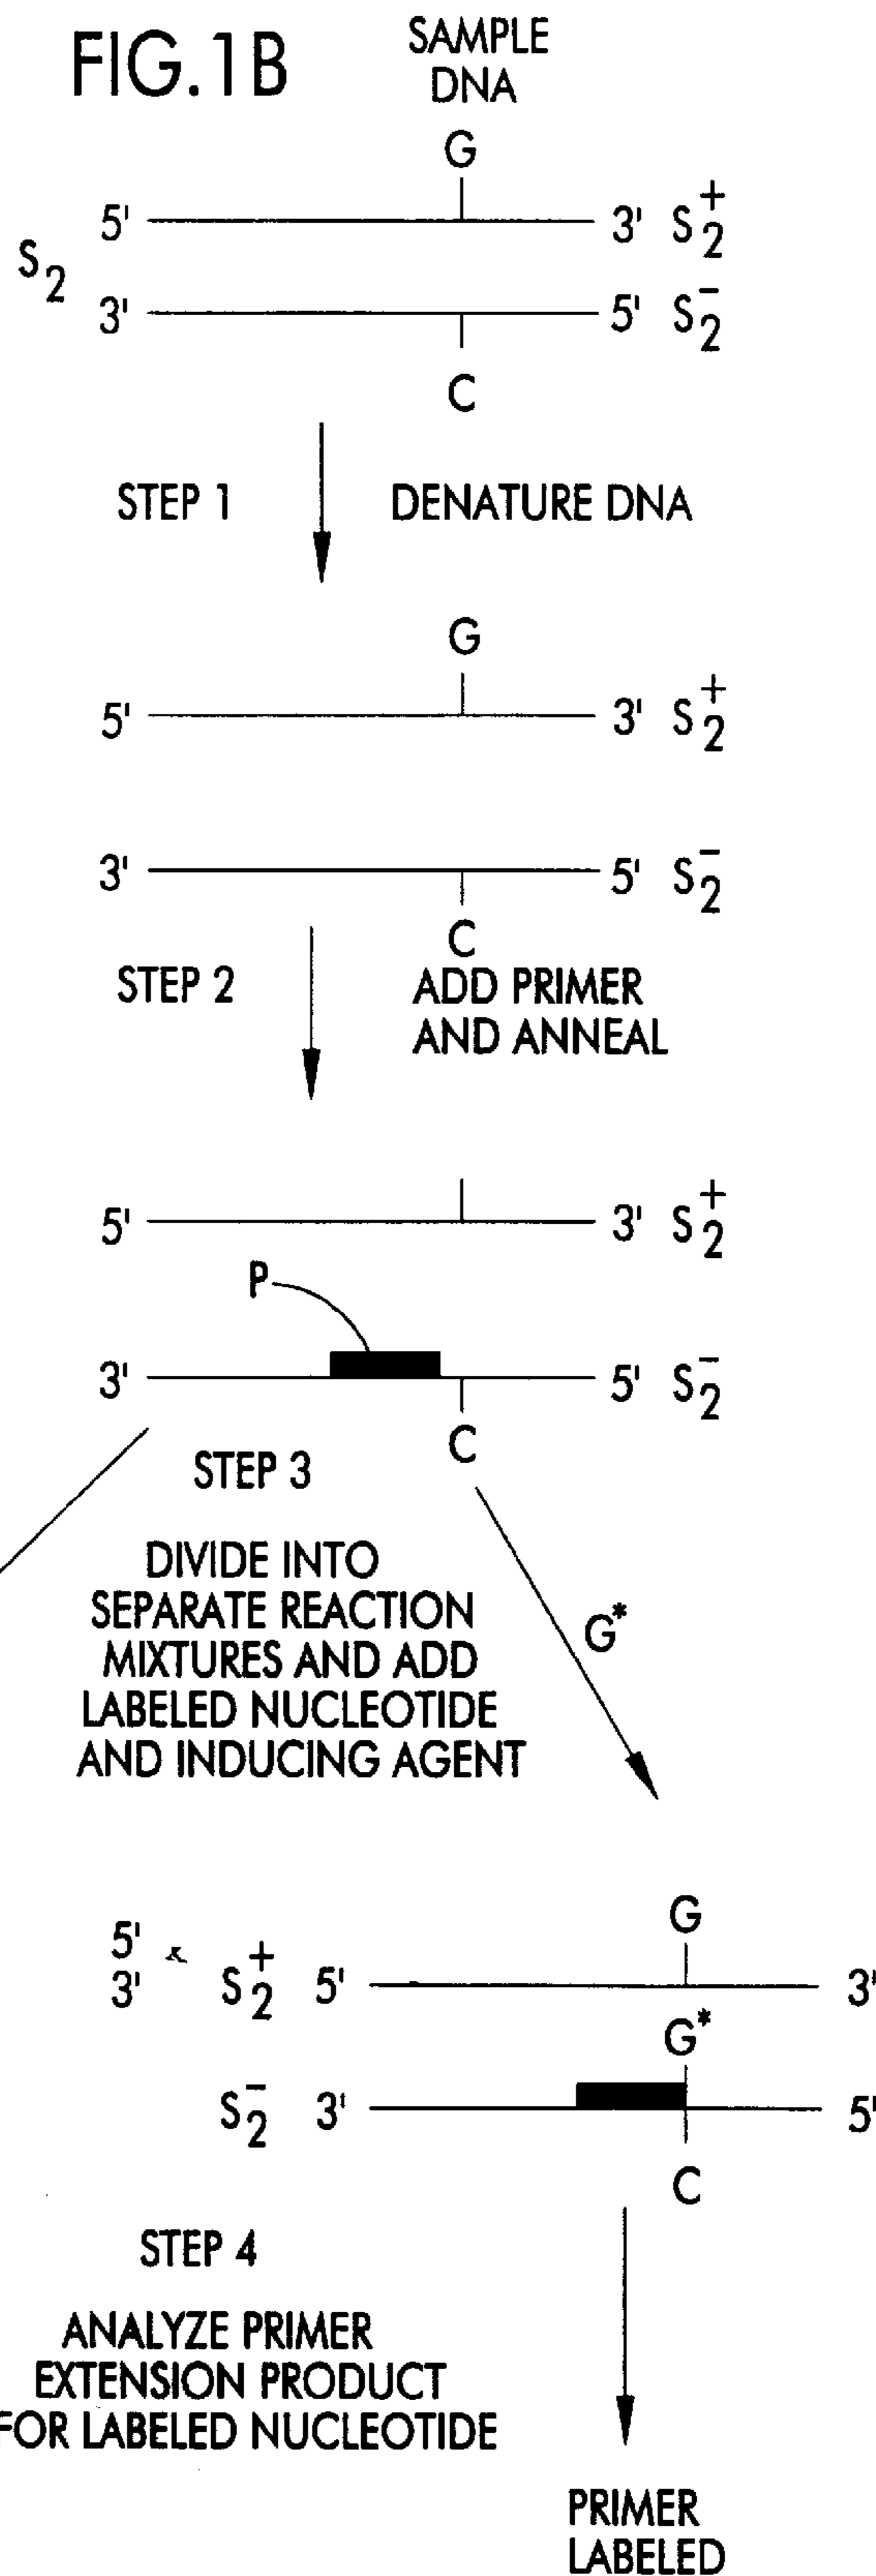 FIG.1B
SAMPLE
DNA
G
5' 3' S2+
S2
3' 5' S2-
C
STEP 1 DENATURE DNA
G
5' 3' S2+
3' 5' S2-
C
STEP 2 ADD PRIMER
AND ANNEAL
5' 3' S2+
P
3' 5' S2-
C
STEP 3
DIVIDE INTO
SEPARATE REACTION
MIXTURES AND ADD
LABELED NUCLEOTIDE
AND INDUCING AGENT
G*
G
5'
3' S2+ 5' 3'
G*
S2- 3' 5'
C
STEP 4
ANALYZE PRIMER
EXTENSION PRODUCT
FOR LABELED NUCLEOTIDE
PRIMER
LABELED